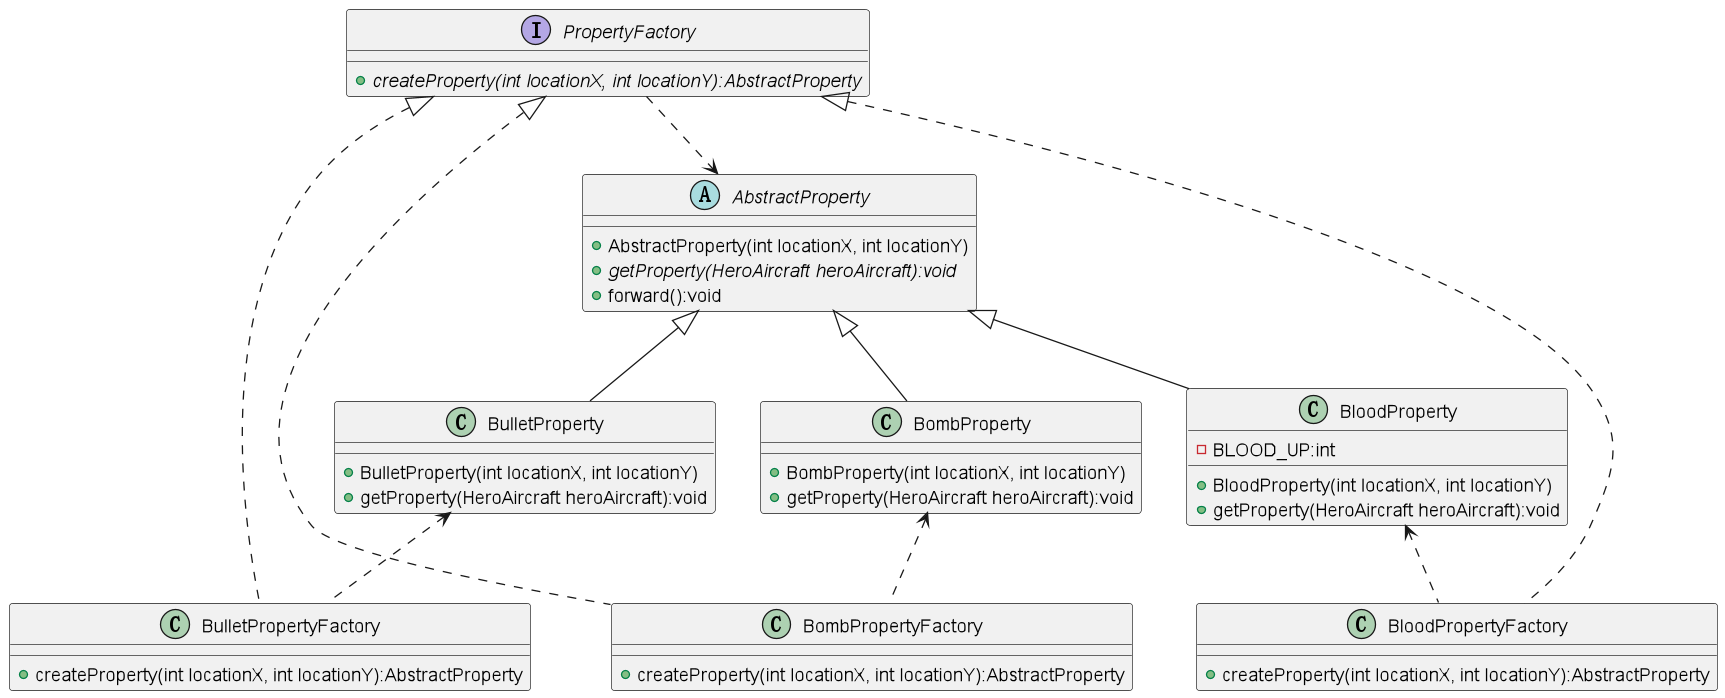 I PropertyFactory
createProperty(int locationX, int locationY):AbstractProperty
A AbstractProperty
AbstractProperty(int locationX, int locationY)
getProperty(HeroAircraft heroAircraft):void
forward():void
C BulletProperty
BulletProperty(int locationX, int locationY)
getProperty(HeroAircraft heroAircraft):void
C BombProperty
BombProperty(int locationX, int locationY)
getProperty(HeroAircraft heroAircraft):void
C BloodProperty
BLOOD_UP:int
BloodProperty(int locationX, int locationY)
getProperty(HeroAircraft heroAircraft):void
C BulletPropertyFactory
createProperty(int locationX, int locationY):AbstractProperty
C BombPropertyFactory
createProperty(int locationX, int locationY):AbstractProperty
C BloodPropertyFactory
createProperty(int locationX, int locationY):AbstractProperty